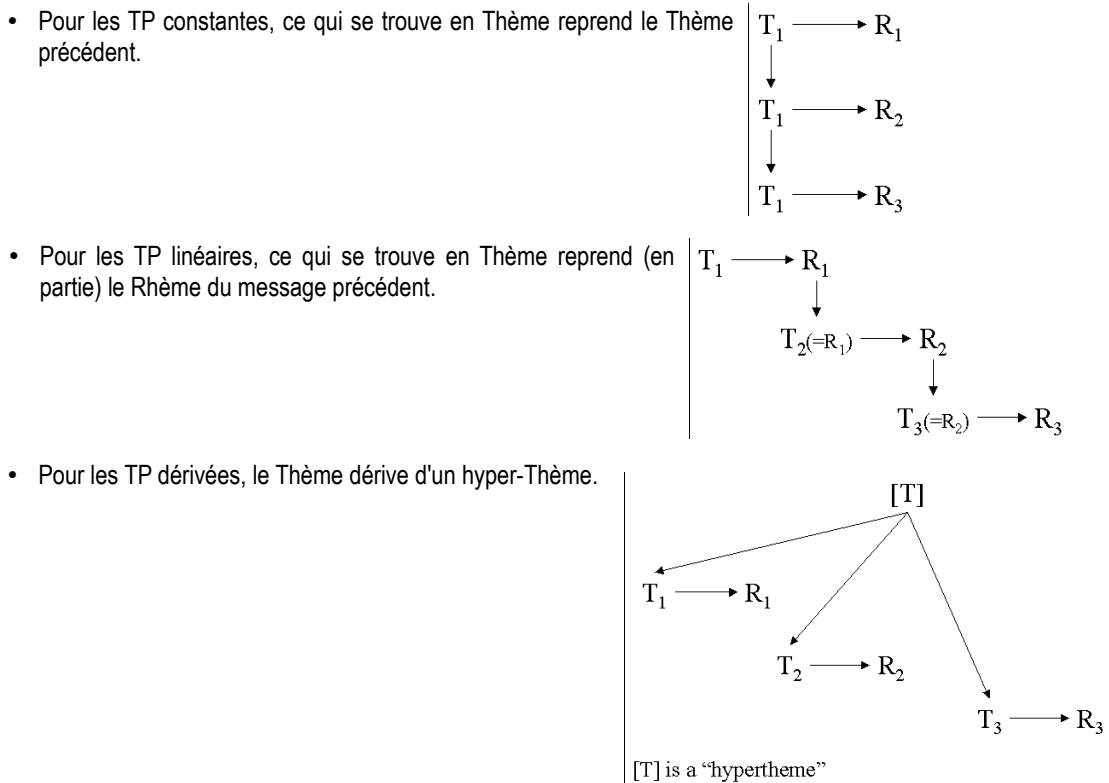 • Pour les TP constantes, ce qui se trouve en Thème reprend le Thème
précédent.
T1 → R1
T1 → R2
T1 → R3
• Pour les TP linéaires, ce qui se trouve en Thème reprend (en
partie) le Rhème du message précédent.
T1 → R1
T2(=R1) → R2
T3(=R2) → R3
• Pour les TP dérivées, le Thème dérive d'un hyper-Thème.
[T]
T1 → R1
T2 → R2
T3 → R3
[T] is a “hypertheme”